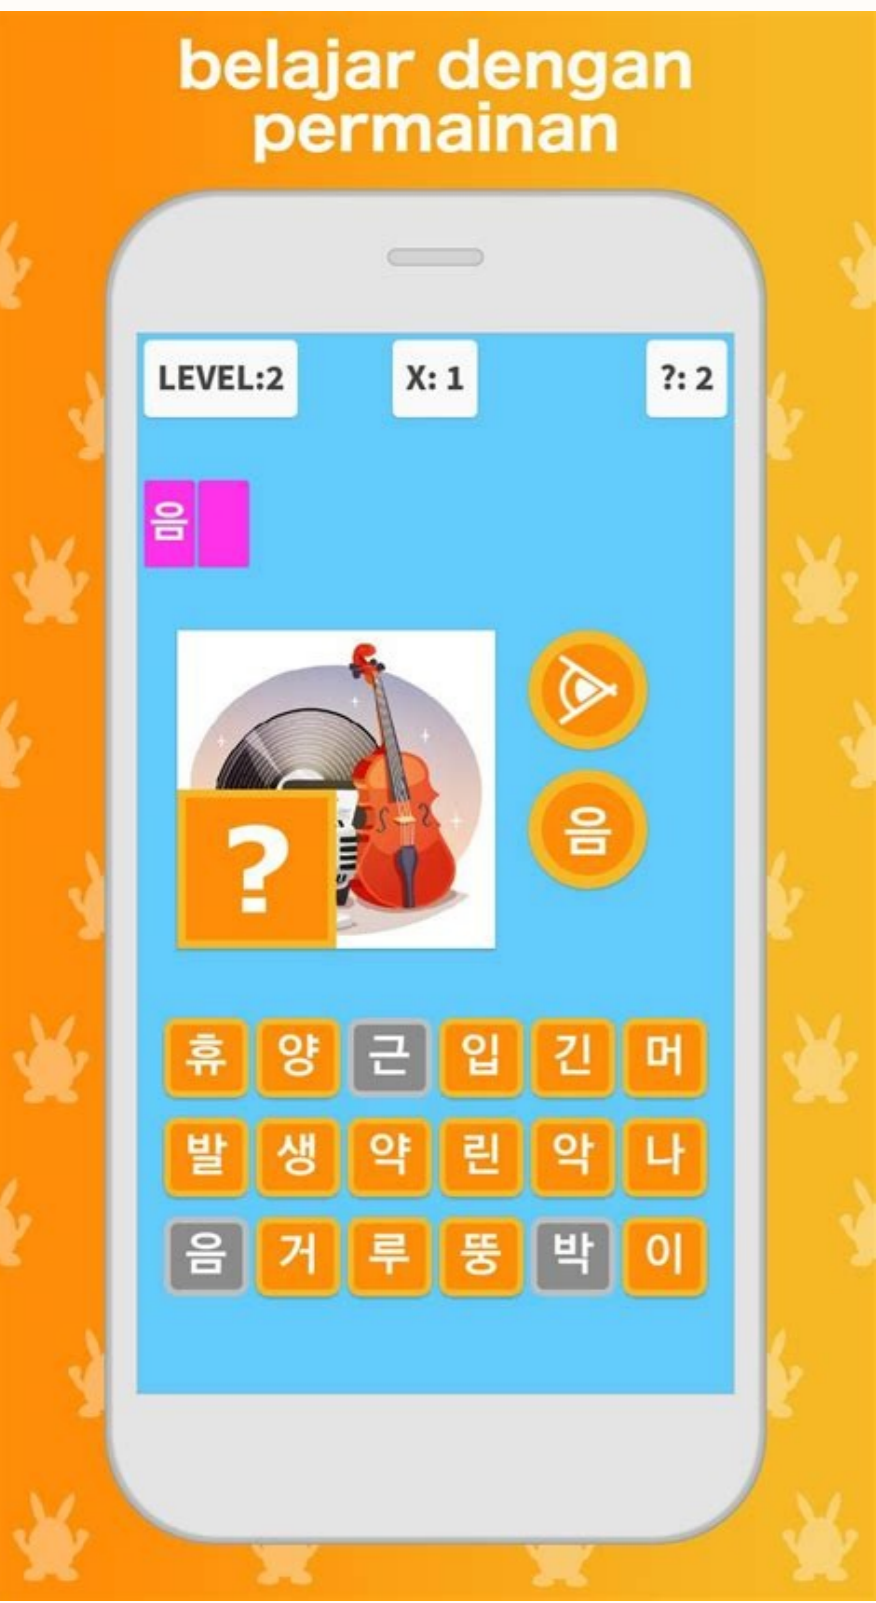 belajar dengan
permainan
LEVEL:2 X: 1 ?: 2
음
?
음
휴 양 근 입 긴 머
발 생 약 린 악 나
음 거 루 뚱 박 이